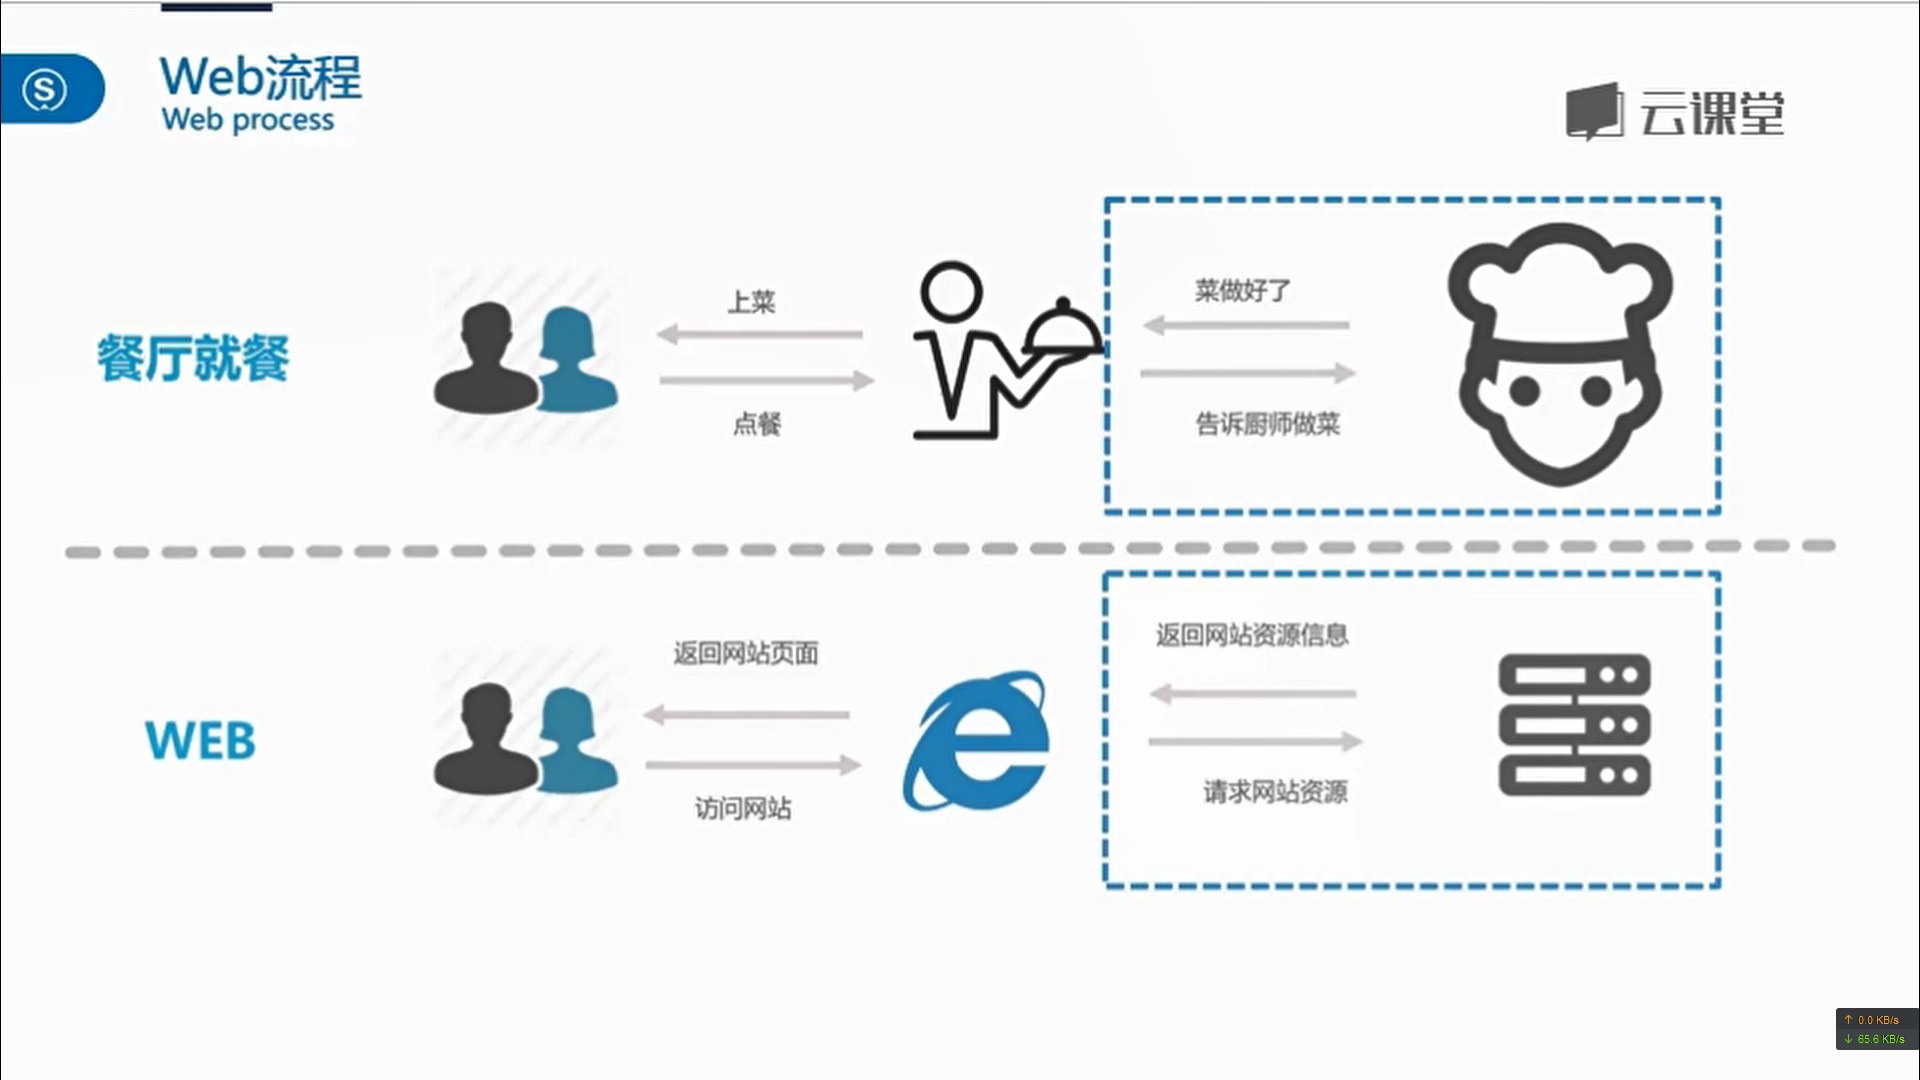 Web流程
Web process
云课堂
餐厅就餐
上菜
点餐
菜做好了
告诉厨师做菜
WEB
返回网站页面
访问网站
返回网站资源信息
请求网站资源
↑ 0.0 KB/s
↓ 65.6 KB/s